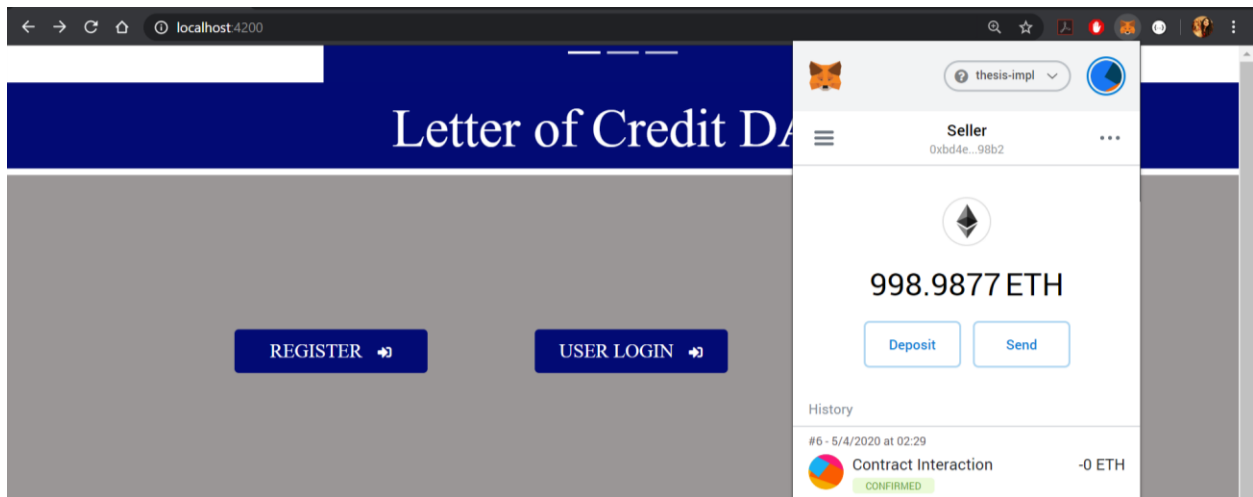 localhost:4200
thesis-impl
Letter of Credit DA
Seller
0xbd4e...98b2
998.9877 ETH
REGISTER
USER LOGIN
Deposit
Send
History
#6 - 5/4/2020 at 02:29
Contract Interaction
-0 ETH
CONFIRMED